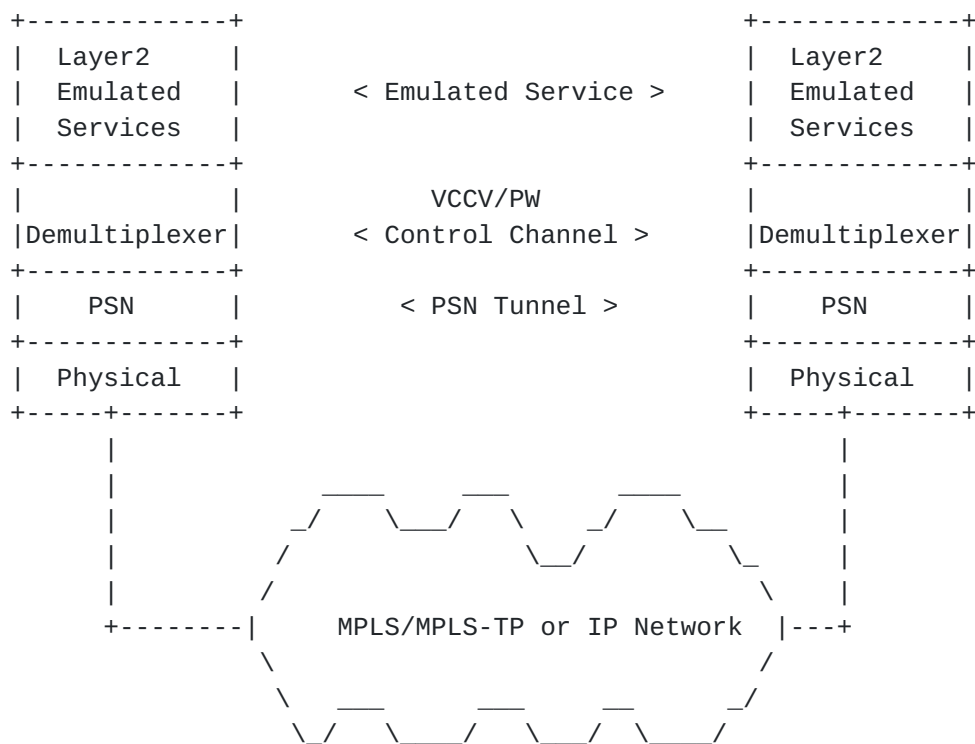 Layer2 Layer2
Emulated < Emulated Service > Emulated
Services Services
VCCV/PW
Demultiplexer < Control Channel > Demultiplexer
PSN < PSN Tunnel > PSN
Physical Physical
MPLS/MPLS-TP or IP Network